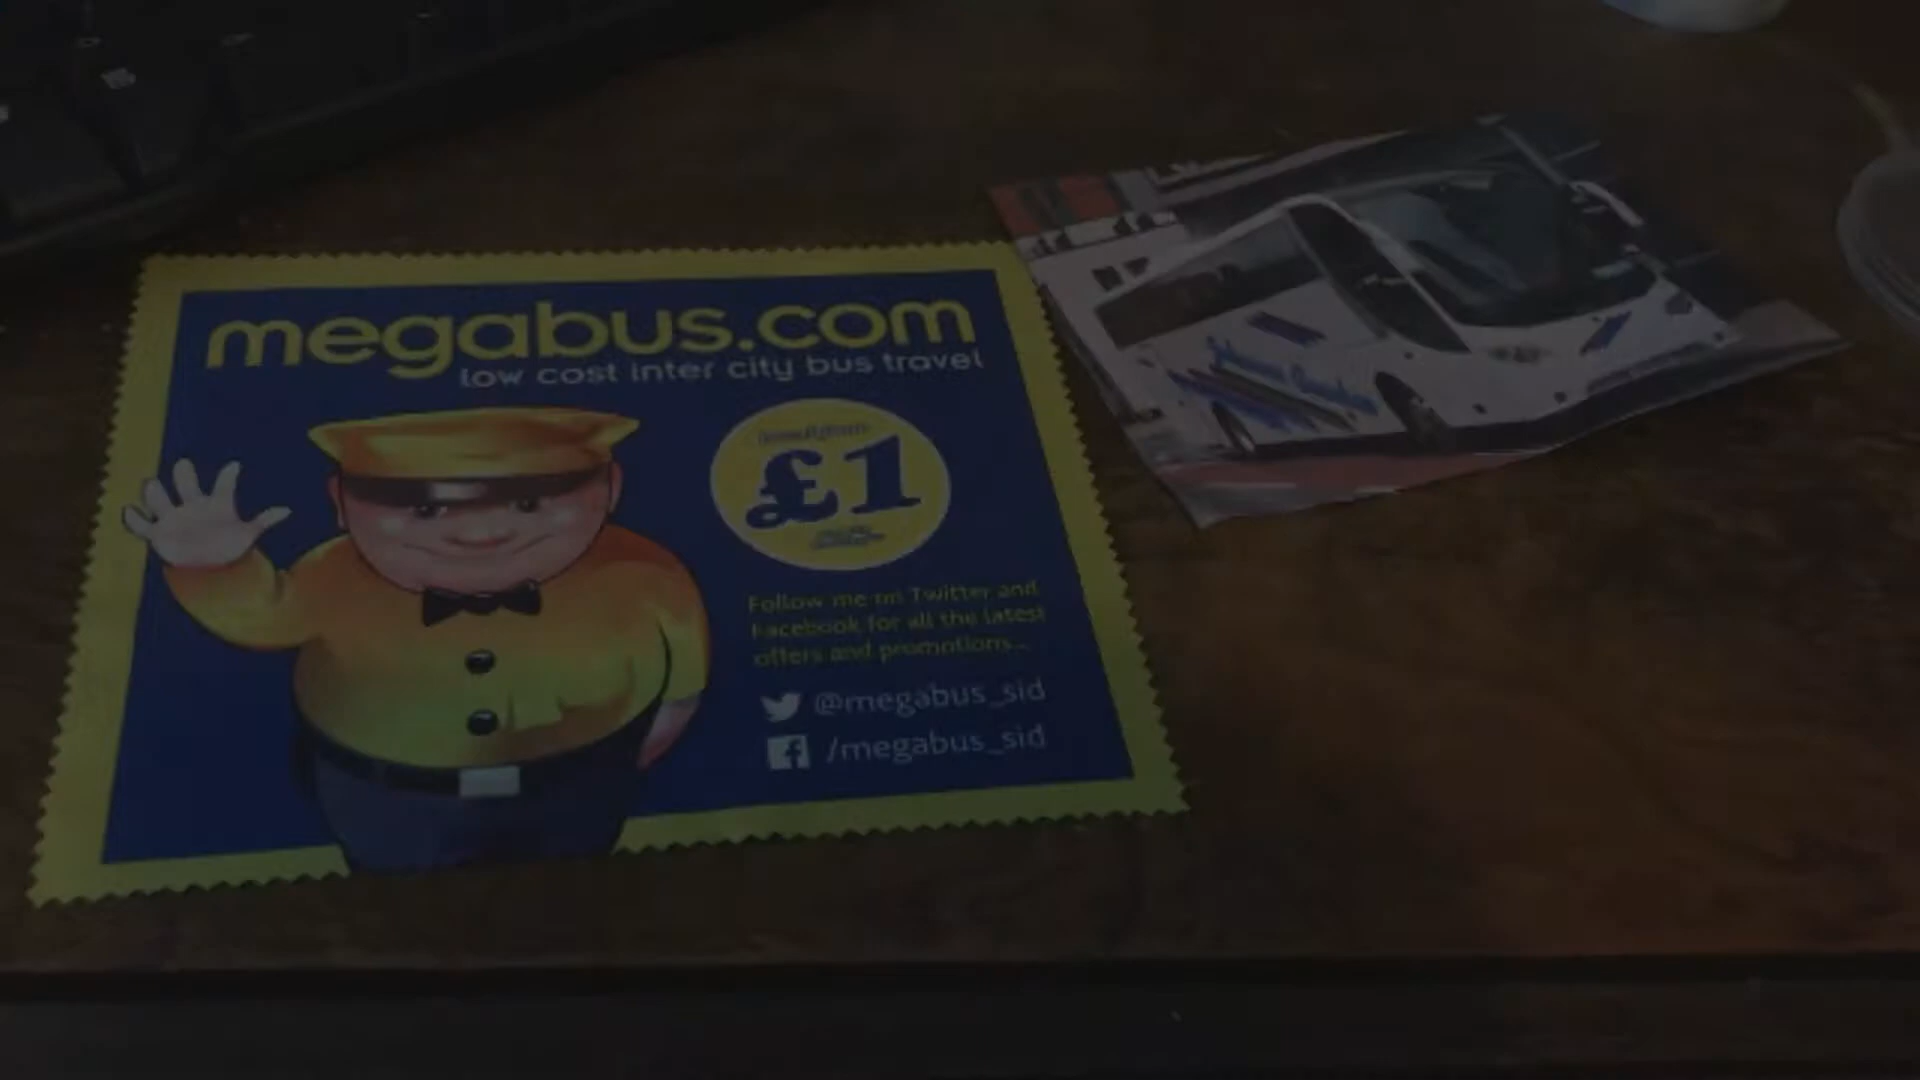 megabus.com
low cost inter city bus travel
£1
Follow me on Twitter and
Facebook for all the latest
offers and promotions...
@megabus_sid
/megabus_sid